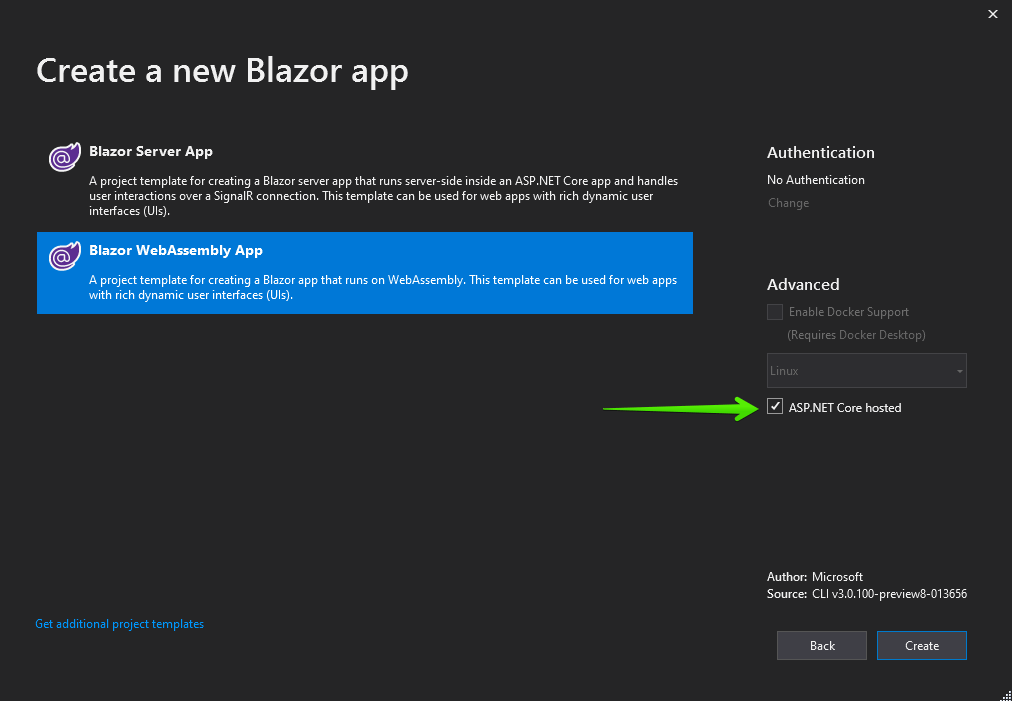 Create a new Blazor app
Blazor Server App
A project template for creating a Blazor server app that runs server-side inside an ASP.NET Core app and handles
user interactions over a SignalR connection. This template can be used for web apps with rich dynamic user
interfaces (UIs).
Blazor WebAssembly App
A project template for creating a Blazor app that runs on WebAssembly. This template can be used for web apps
with rich dynamic user interfaces (UIs).
Get additional project templates
Authentication
No Authentication
Change
Advanced
Enable Docker Support
(Requires Docker Desktop)
Linux
ASP.NET Core hosted
Author: Microsoft
Source: CLI v3.0.100-preview8-013656
Back
Create